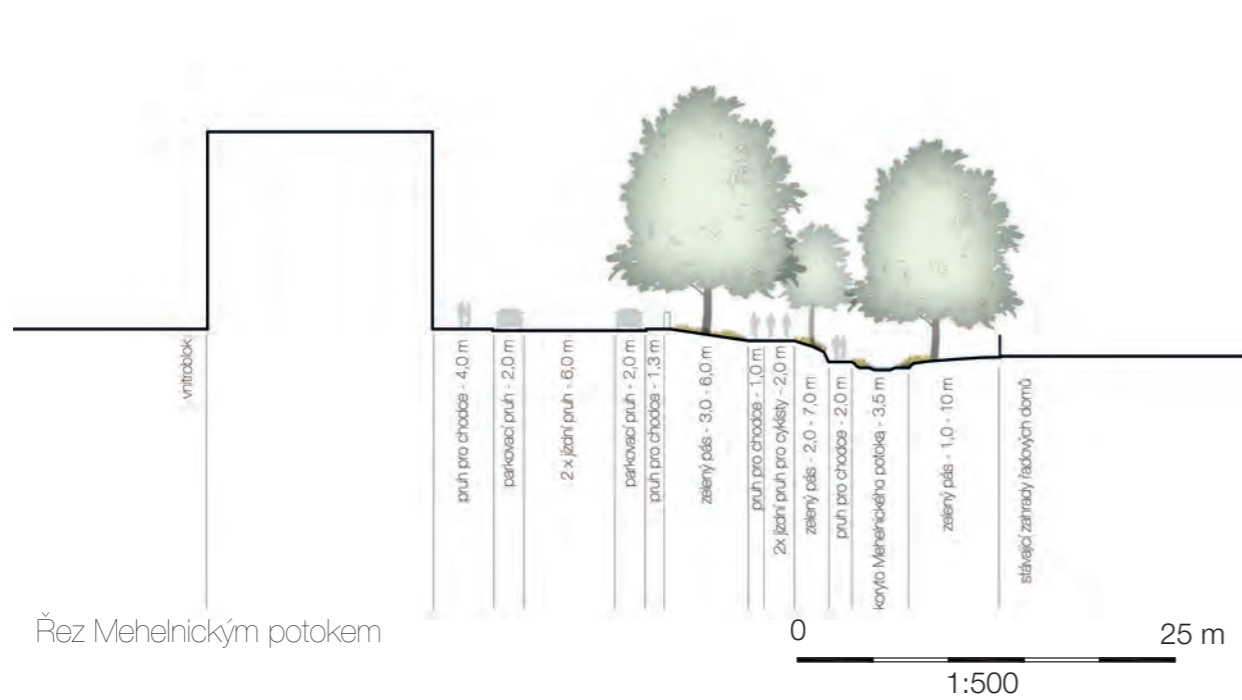 vnitroblok
pruh pro chodce - 4,0 m
parkovací pruh - 2,0 m
2 x jízdní pruh - 6,0 m
parkovací pruh - 2,0 m
pruh pro chodce - 1,3 m
zelený pás - 3,0 - 6,0 m
pruh pro chodce - 1,0 m
2x jízdní pruh pro cyklisty - 2,0 m
zelený pás - 2,0 - 7,0 m
pruh pro chodce - 2,0 m
koryto Mehelnického potoka - 3,5 m
zelený pás - 1,0 - 10 m
stávající zahrady řadových domů
Řez Mehelnickým potokem
0 25 m
1:500